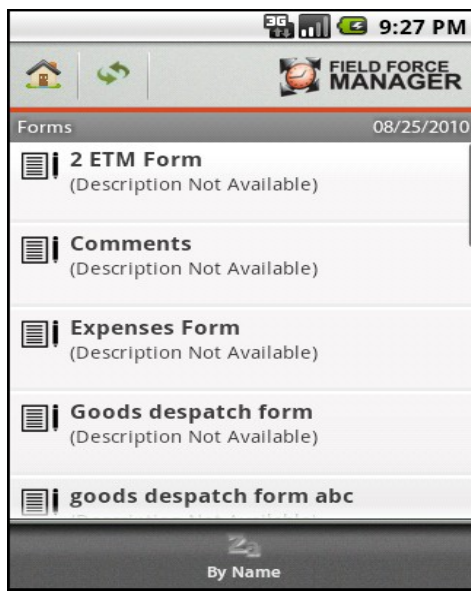 3G 9:27 PM
FIELD FORCE
MANAGER
Forms 08/25/2010
2 ETM Form
(Description Not Available)
Comments
(Description Not Available)
Expenses Form
(Description Not Available)
Goods despatch form
(Description Not Available)
goods despatch form abc
By Name